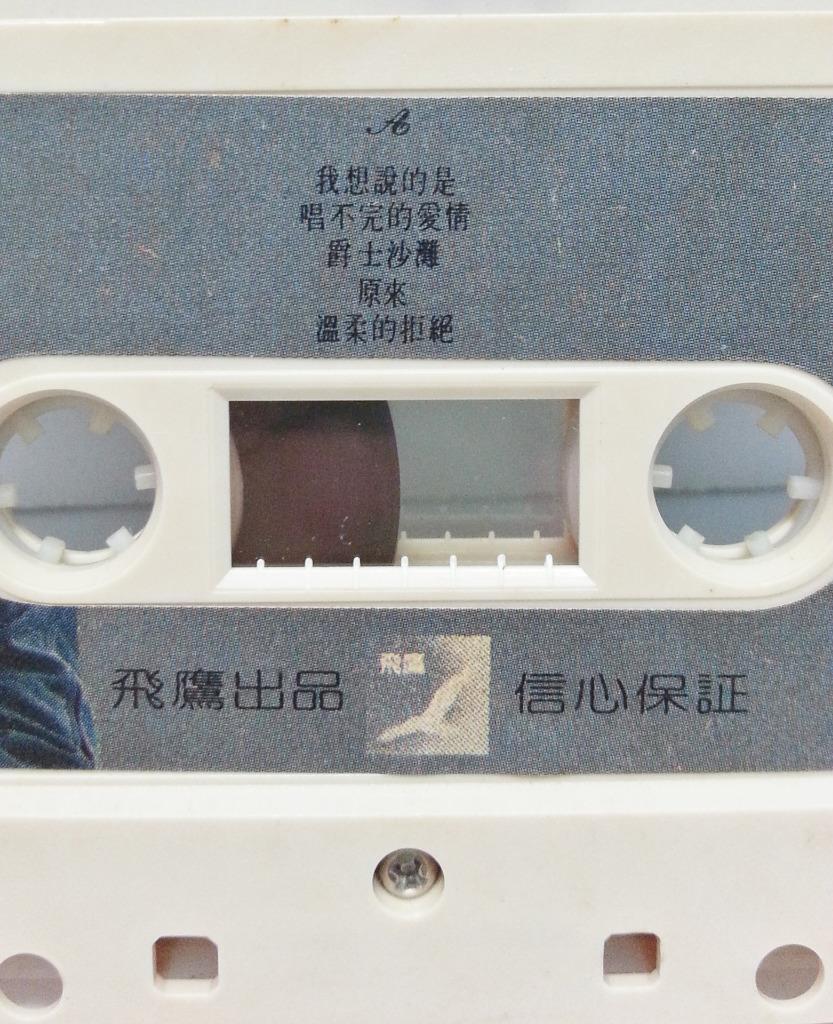 A
我想說的是
唱不完的愛情
爵士沙灘
原來
溫柔的拒絕
飛鷹出品
飛鷹
信心保証